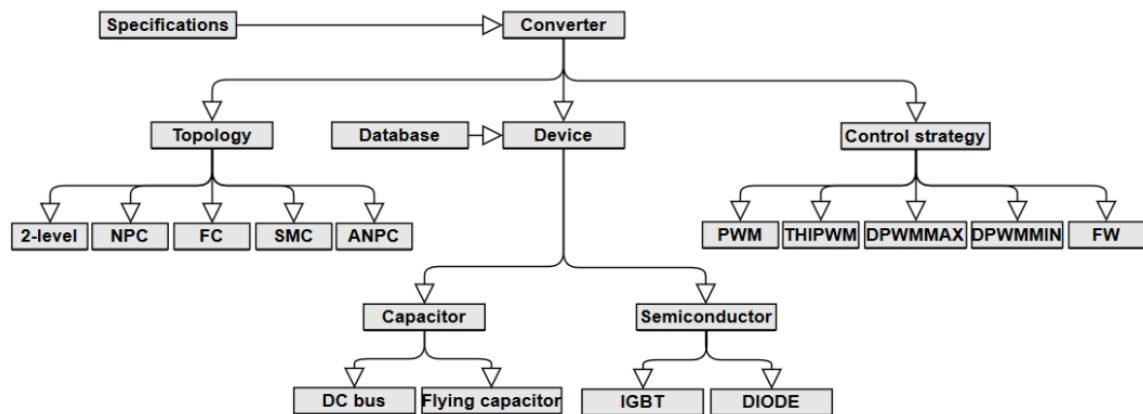 Specifications
Converter
Topology
Database
Device
Control strategy
2-level
NPC
FC
SMC
ANPC
PWM
THIPWM
DPWMMAX
DPWMMIN
FW
Capacitor
Semiconductor
DC bus
Flying capacitor
IGBT
DIODE